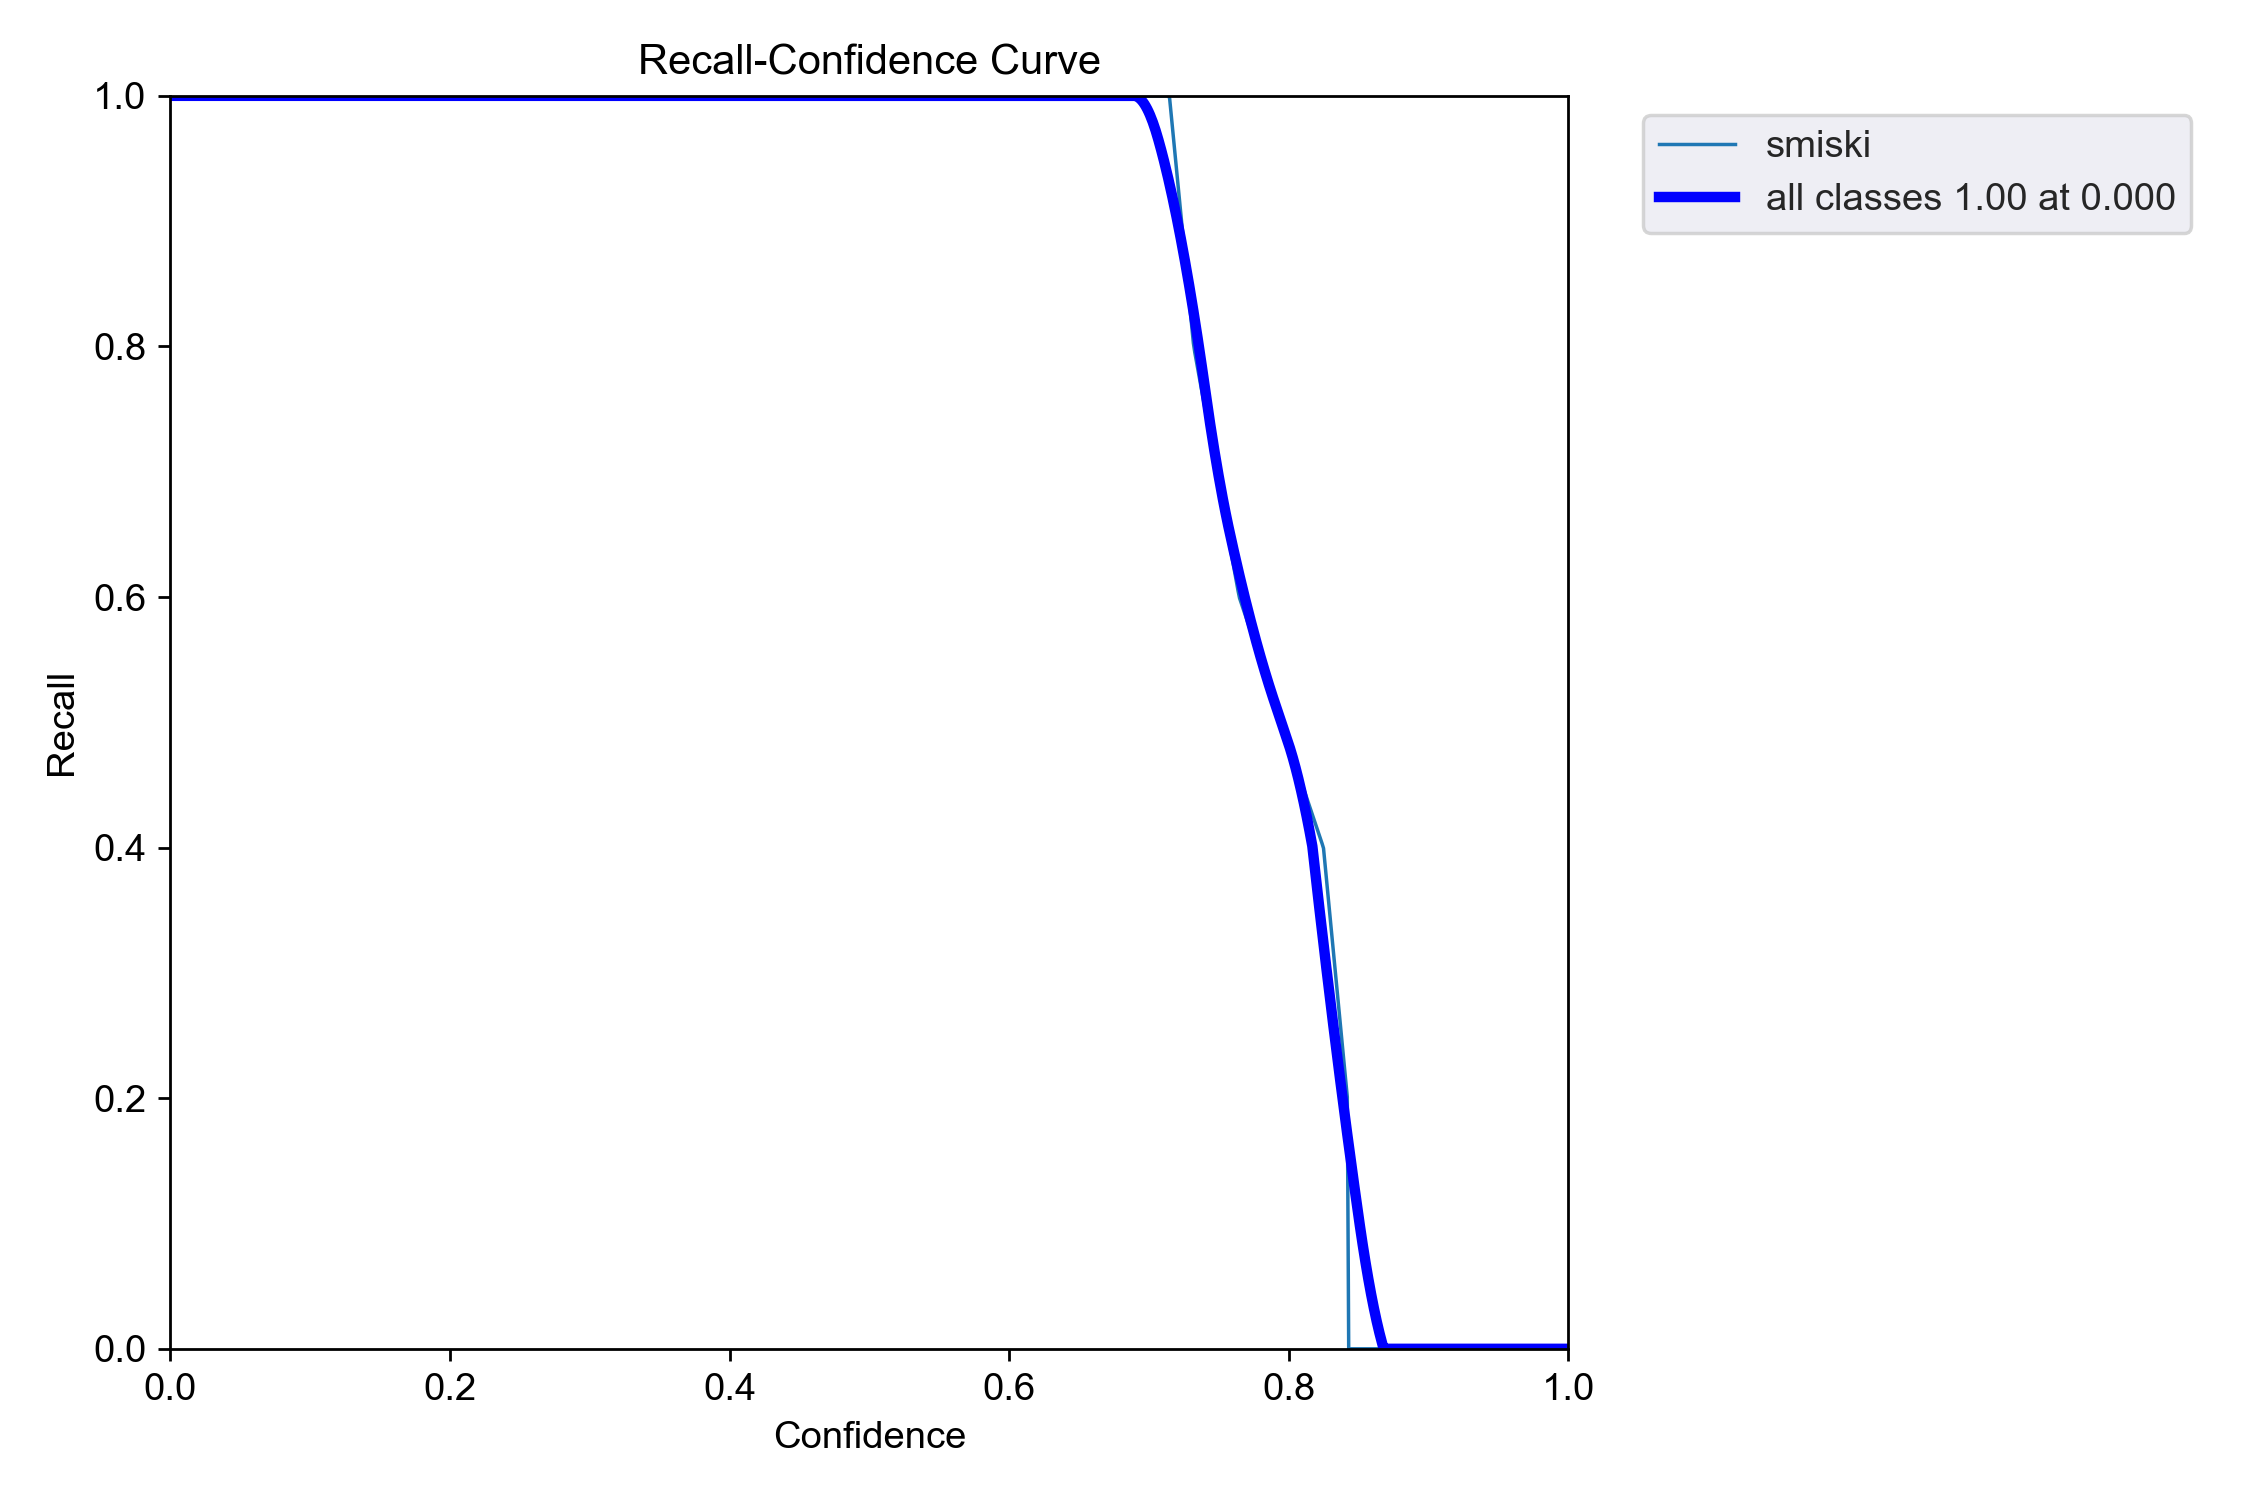 Recall-Confidence Curve
1.0
0.8
0.6
0.4
0.2
0.0
Recall
0.0 0.2 0.4 0.6 0.8 1.0
Confidence
smiski
all classes 1.00 at 0.000